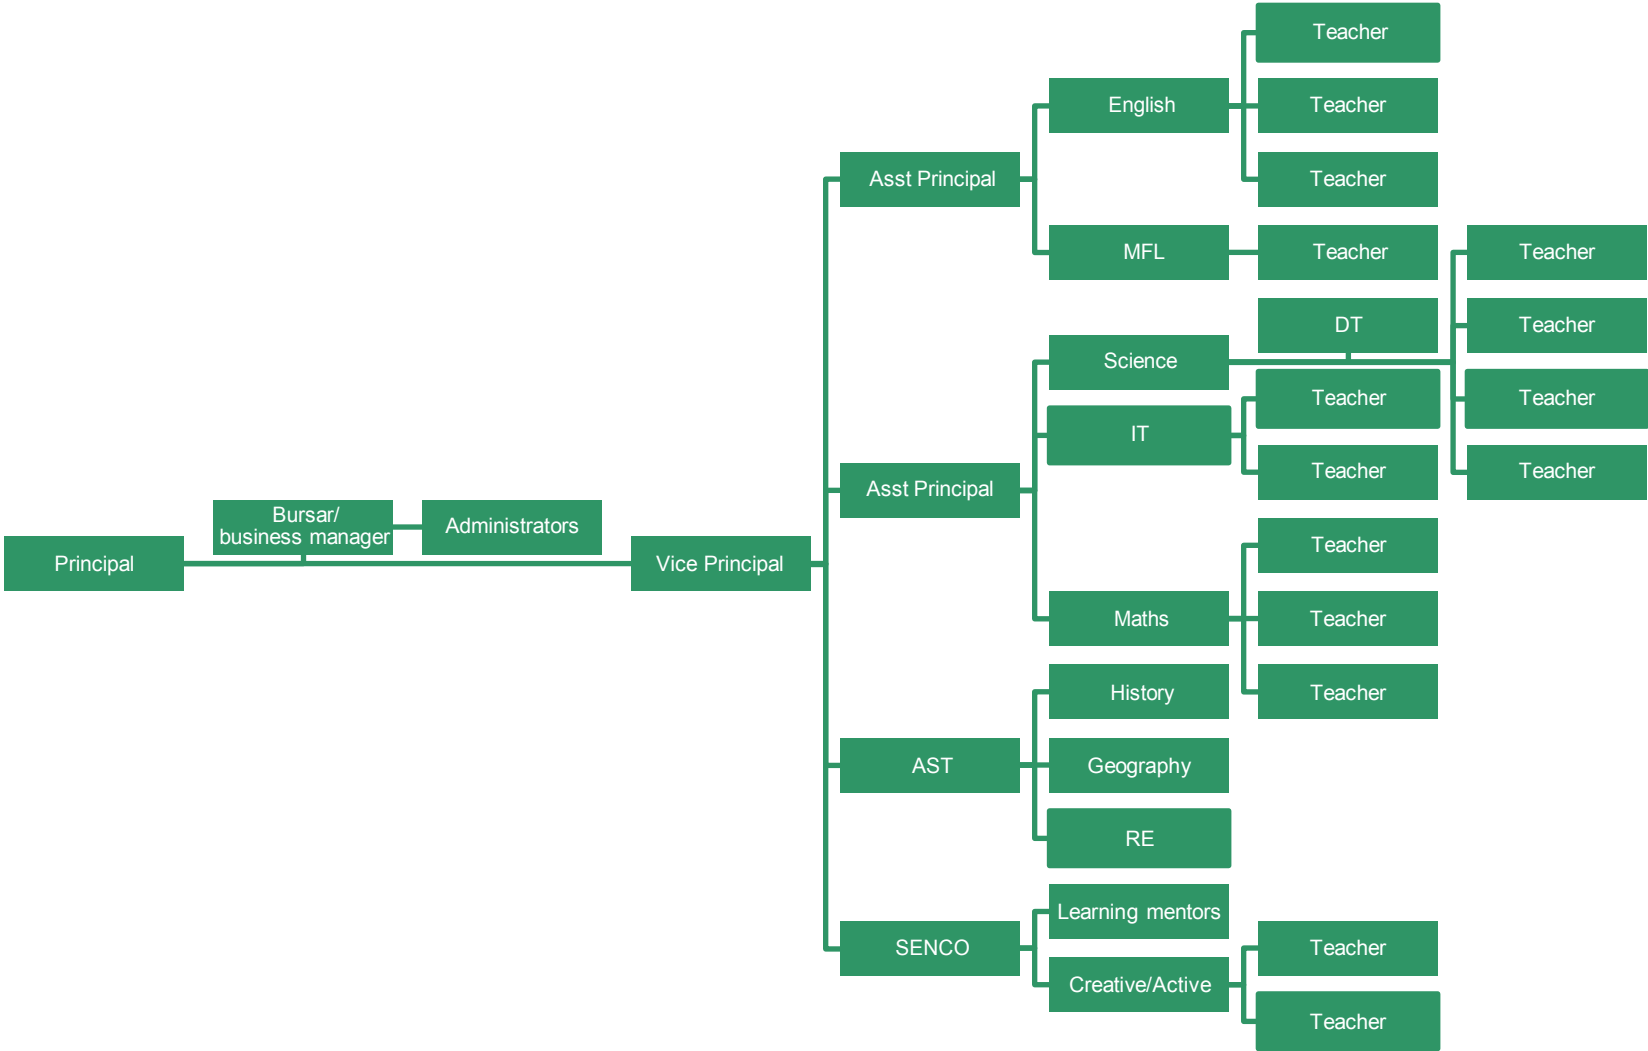 Teacher
English
Teacher
Asst Principal
Teacher
MFL
Teacher
Teacher
DT
Teacher
Science
Teacher
Teacher
IT
Teacher
Teacher
Asst Principal
Bursar/
business manager
Administrators
Principal
Vice Principal
Teacher
Maths
Teacher
History
Teacher
AST
Geography
RE
Learning mentors
SENCO
Teacher
Creative/Active
Teacher